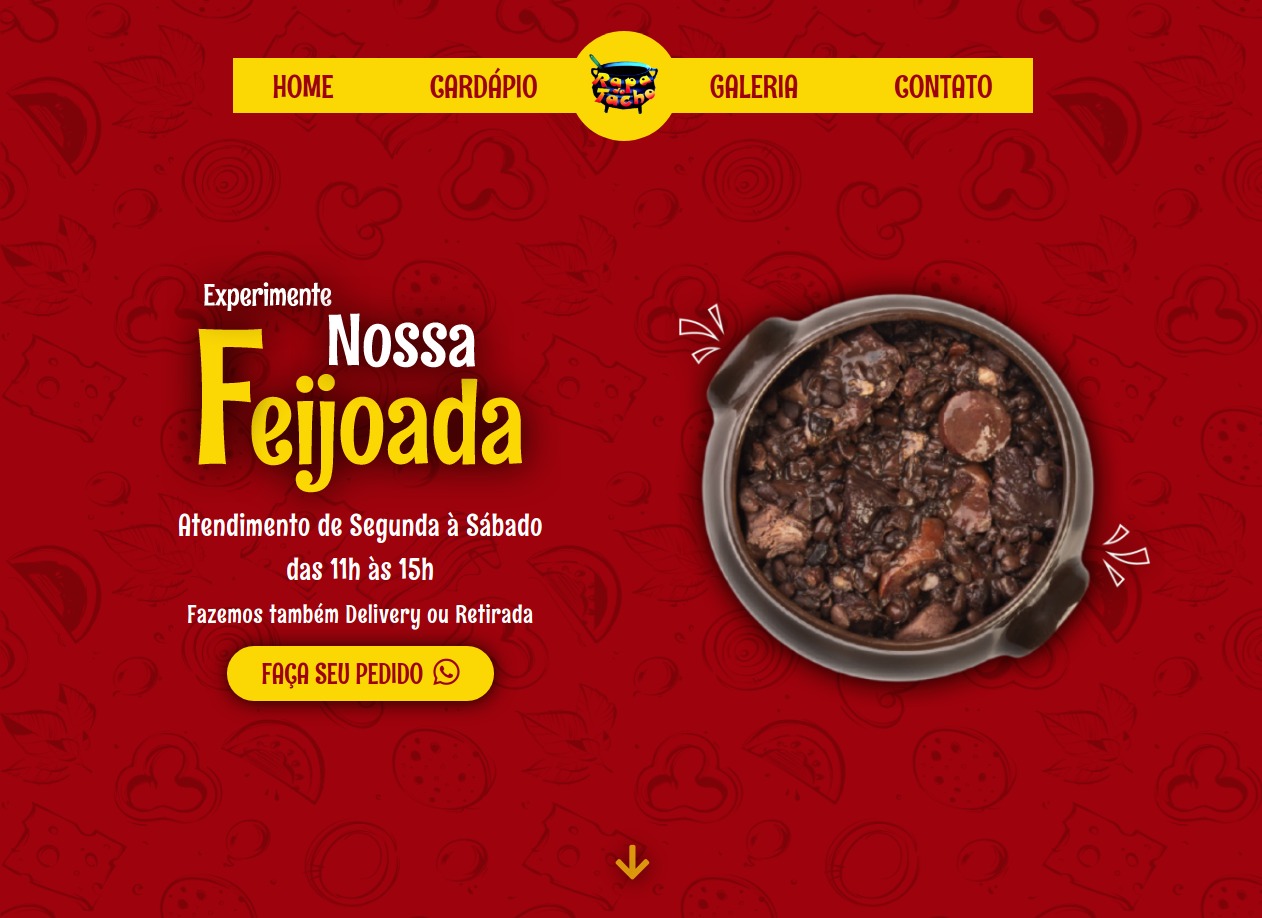 HOME CARDÁPIO Rapa Tacho GALERIA CONTATO
Experimente
Nossa
Feijoada
Atendimento de Segunda à Sábado
das 11h às 15h
Fazemos também Delivery ou Retirada
FAÇA SEU PEDIDO